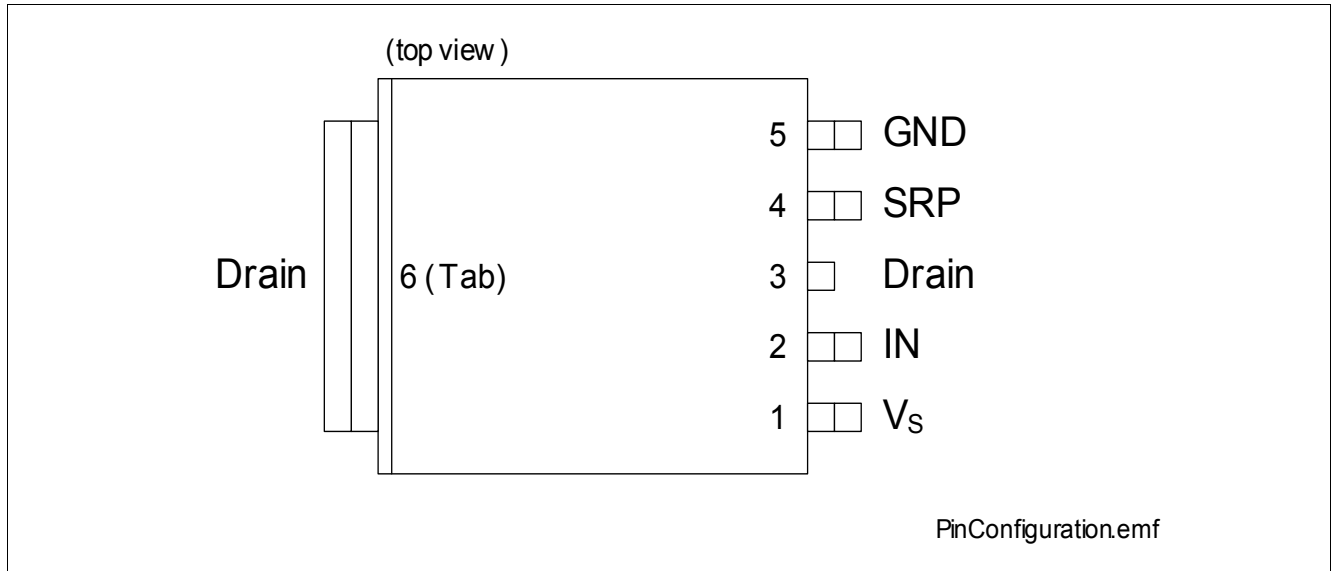 (top view)
5 GND
4 SRP
Drain 6 (Tab) 3 Drain
2 IN
1 VS
PinConfiguration.emf